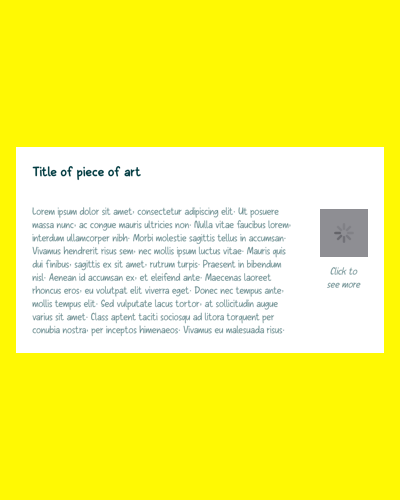 Title of piece of art
Lorem ipsum dolor sit amet, consectetur adipiscing elit. Ut posuere
massa nunc, ac congue mauris ultricies non. Nulla vitae faucibus lorem,
interdum ullamcorper nibh. Morbi molestie sagittis tellus in accumsan.
Vivamus hendrerit risus sem, nec mollis ipsum luctus vitae. Mauris quis
dui finibus, sagittis ex sit amet, rutrum turpis. Praesent in bibendum
nisl. Aenean id accumsan ex, et eleifend ante. Maecenas laoreet
rhoncus eros, eu volutpat elit viverra eget. Donec nec tempus ante,
mollis tempus elit. Sed vulputate lacus tortor, at sollicitudin augue
varius sit amet. Class aptent taciti sociosqu ad litora torquent per
conubia nostra, per inceptos himenaeos. Vivamus eu malesuada risus.
Click to
see more